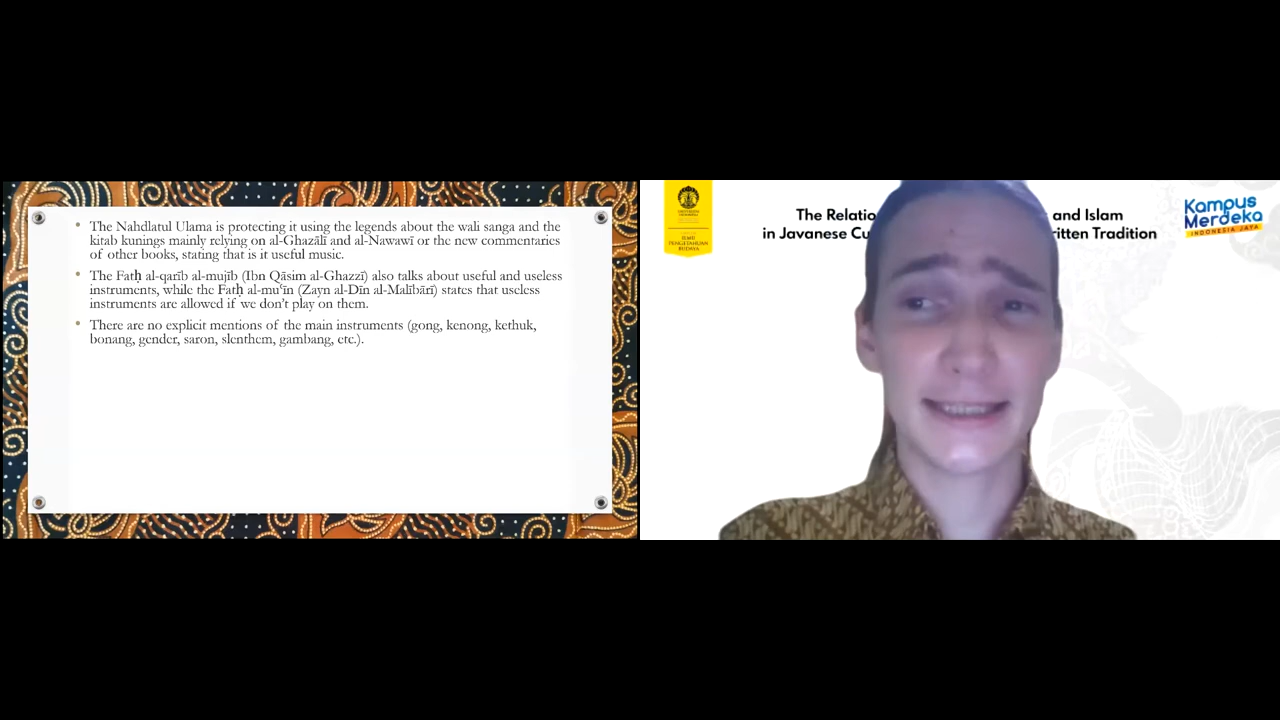 The Nahdlatul Ulama is protecting it using the legends about the wali sanga and the
kitab kunings mainly relying on al-Ghazālī and al-Nawawī or the new commentaries
of other books, stating that is it useful music.
The Fatḥ al-qarīb al-mujīb (Ibn Qāsim al-Ghazzī) also talks about useful and useless
instruments, while the Fatḥ al-muʿīn (Zayn al-Dīn al-Malībārī) states that useless
instruments are allowed if we don't play on them.
There are no explicit mentions of the main instruments (gong, kenong, kethuk,
bonang, gender, saron, slenthem, gambang, etc.).
The Relatio and Islam
in Javanese Cu ritten Tradition
ILMU
PENGETAHUAN
BUDAYA
Kampus
Merdeka
INDONESIA JAYA